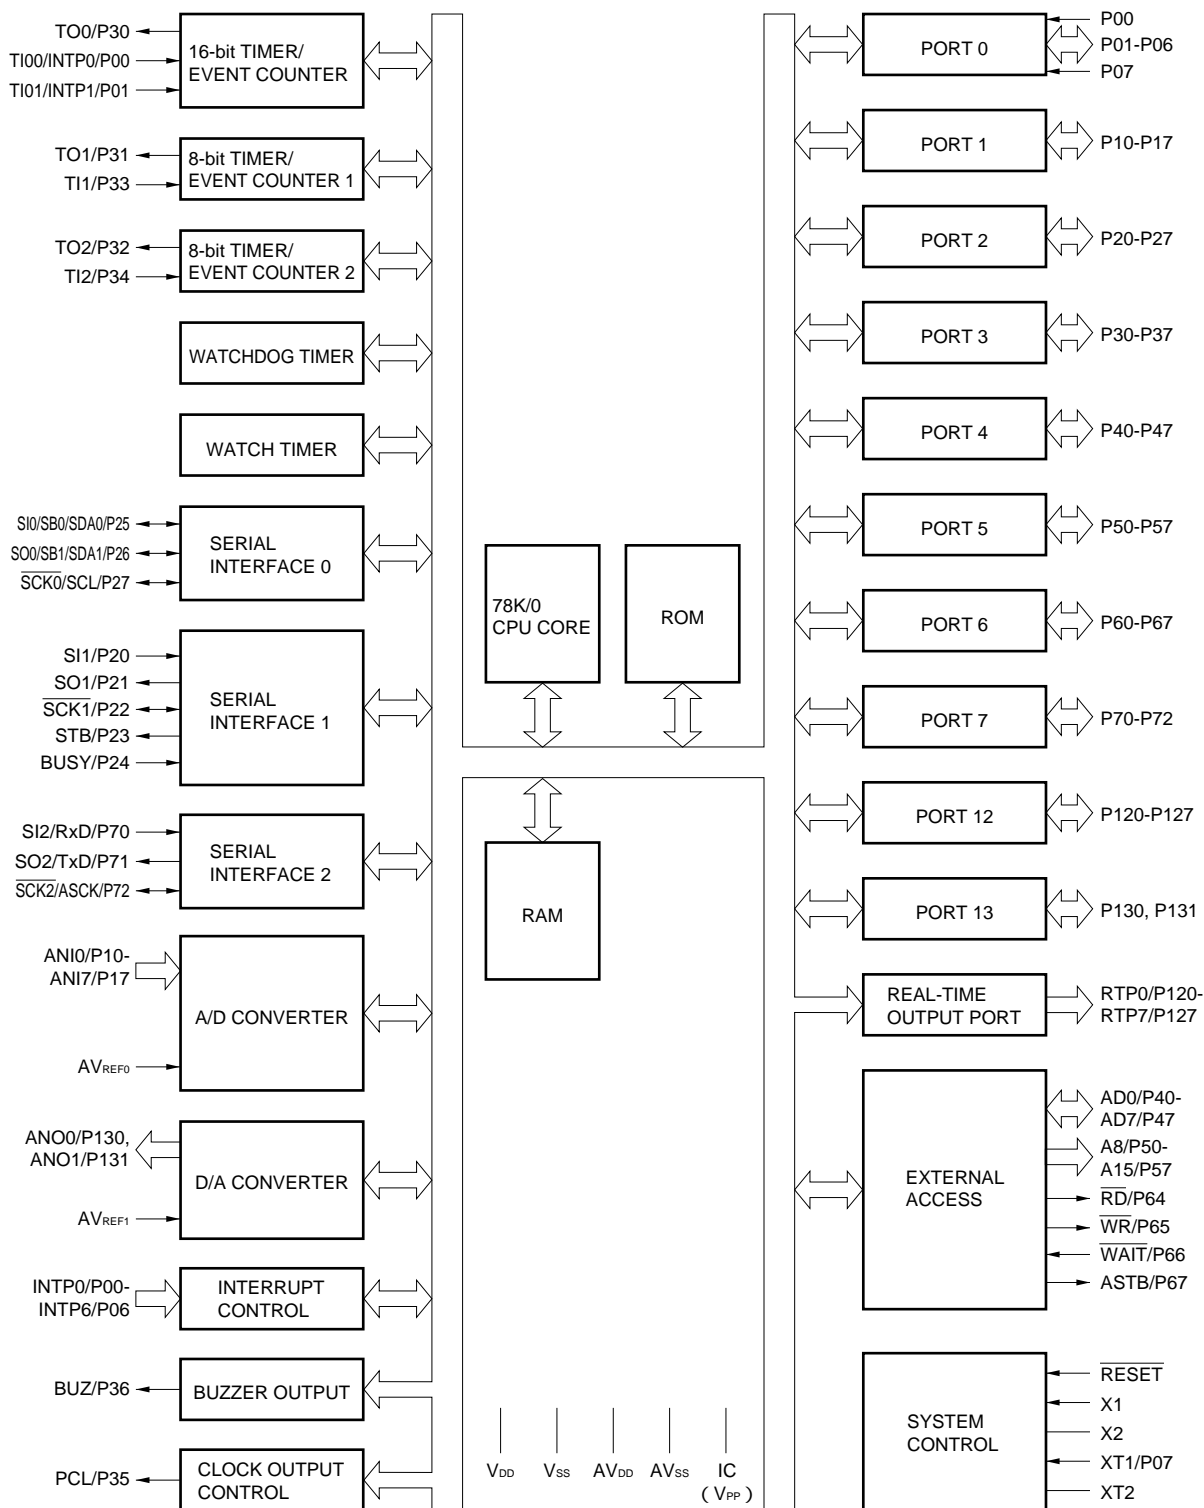 TO0/P30
TI00/INTP0/P00
TI01/INTP1/P01
16-bit TIMER/
EVENT COUNTER
TO1/P31
TI1/P33
8-bit TIMER/
EVENT COUNTER 1
TO2/P32
TI2/P34
8-bit TIMER/
EVENT COUNTER 2
WATCHDOG TIMER
WATCH TIMER
SI0/SB0/SDA0/P25
SO0/SB1/SDA1/P26
SCK0/SCL/P27
SERIAL
INTERFACE 0
SI1/P20
SO1/P21
SCK1/P22
STB/P23
BUSY/P24
SERIAL
INTERFACE 1
SI2/RxD/P70
SO2/TxD/P71
SCK2/ASCK/P72
SERIAL
INTERFACE 2
ANI0/P10-
ANI7/P17
AVREF0
A/D CONVERTER
ANO0/P130,
ANO1/P131
AVREF1
D/A CONVERTER
INTP0/P00-
INTP6/P06
INTERRUPT
CONTROL
BUZ/P36
BUZZER OUTPUT
PCL/P35
CLOCK OUTPUT
CONTROL
78K/0
CPU CORE
ROM
RAM
VDD
VSS
AVDD
AVSS
IC
( VPP )
PORT 0
P00
P01-P06
P07
PORT 1
P10-P17
PORT 2
P20-P27
PORT 3
P30-P37
PORT 4
P40-P47
PORT 5
P50-P57
PORT 6
P60-P67
PORT 7
P70-P72
PORT 12
P120-P127
PORT 13
P130, P131
REAL-TIME
OUTPUT PORT
RTP0/P120-
RTP7/P127
EXTERNAL
ACCESS
AD0/P40-
AD7/P47
A8/P50-
A15/P57
RD/P64
WR/P65
WAIT/P66
ASTB/P67
SYSTEM
CONTROL
RESET
X1
X2
XT1/P07
XT2